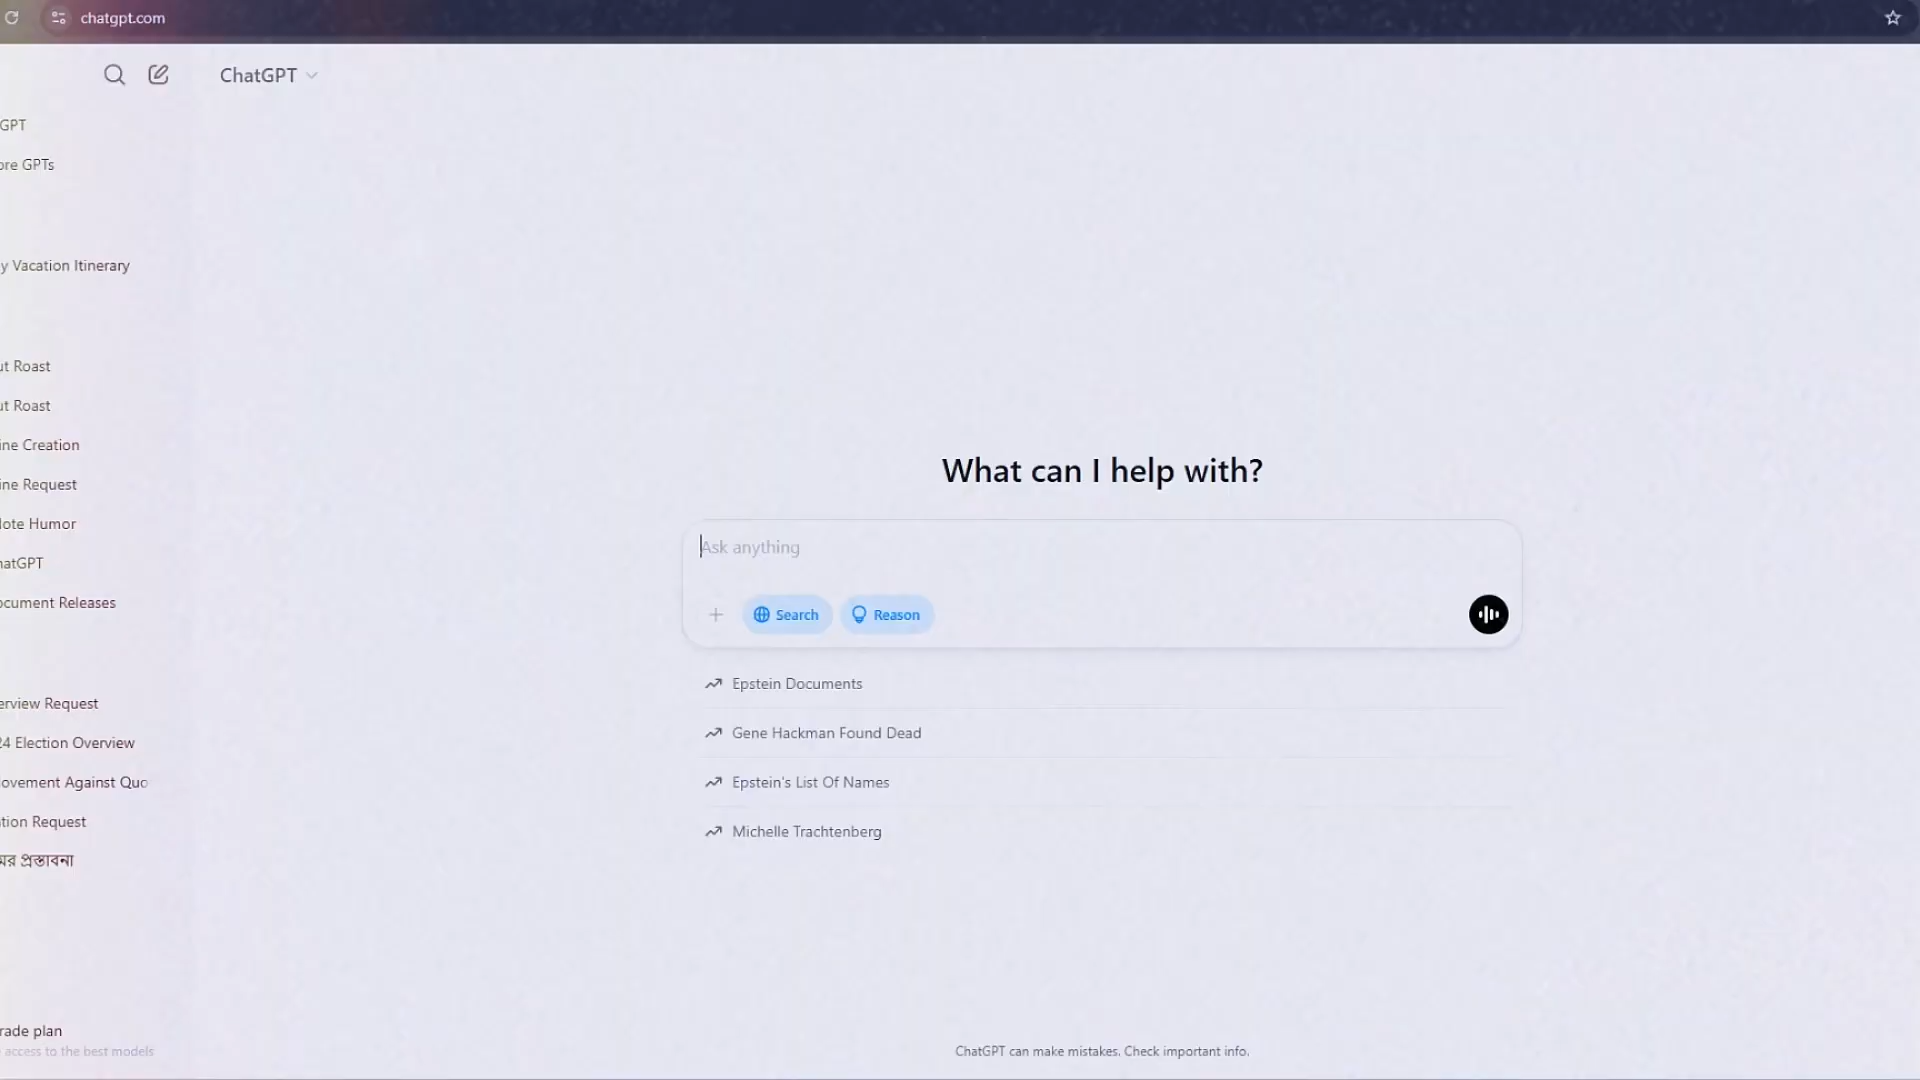 chatgpt.com
ChatGPT
GPT
ore GPTs
y Vacation Itinerary
ut Roast
ut Roast
ine Creation
ine Request
lote Humor
hatGPT
ocument Releases
erview Request
24 Election Overview
ovement Against Quo
tion Request
মের প্রস্তাবনা
rade plan
access to the best models
What can I help with?
Ask anything
Search
Reason
Epstein Documents
Gene Hackman Found Dead
Epstein's List Of Names
Michelle Trachtenberg
ChatGPT can make mistakes. Check important info.